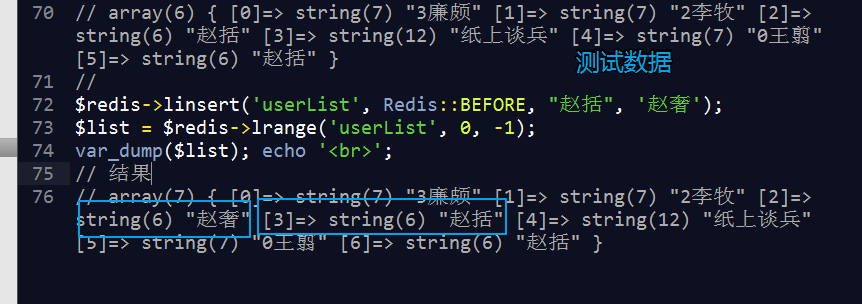 70 // array(6) { [0]=> string(7) "3廉颇" [1]=> string(7) "2李牧" [2]=>
string(6) "赵括" [3]=> string(12) "纸上谈兵" [4]=> string(7) "0王翦"
[5]=> string(6) "赵括" }
测试数据
71 //
72 $redis->linsert('userList', Redis::BEFORE, "赵括", '赵奢');
73 $list = $redis->lrange('userList', 0, -1);
74 var_dump($list); echo '<br>';
75 // 结果
76 // array(7) { [0]=> string(7) "3廉颇" [1]=> string(7) "2李牧" [2]=>
string(6) "赵奢" [3]=> string(6) "赵括" [4]=> string(12) "纸上谈兵"
[5]=> string(7) "0王翦" [6]=> string(6) "赵括" }